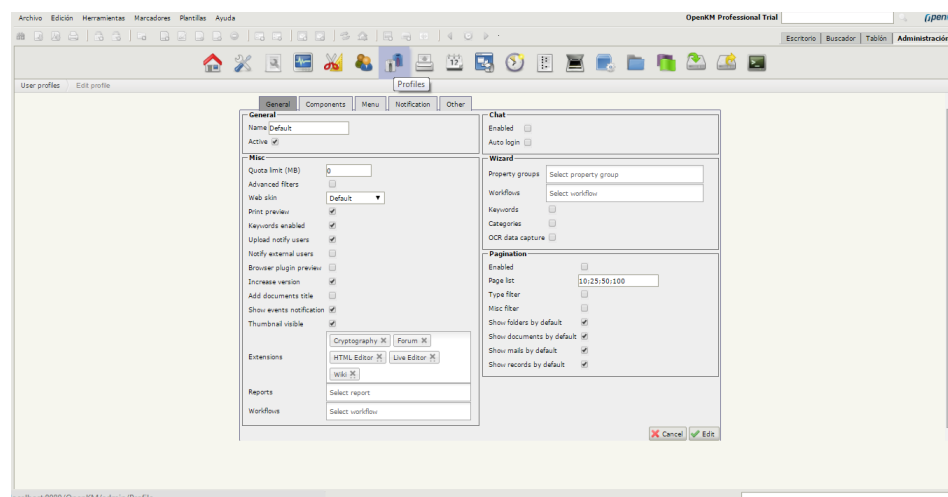 Archivo Edición Herramientas Marcadores Plantillas Ayuda
OpenKM Professional Trial
Escritorio Buscador Tablón Administración
12
Profiles
User profiles Edit profile
General Components Menu Notification Other
General
Name Default
Active
Misc
Quota limit (MB) 0
Advanced filters
Web skin Default
Print preview
Keywords enabled
Upload notify users
Notify external users
Browser plugin preview
Increase version
Add documents title
Show events notification
Thumbnail visible
Extensions
Cryptography Forum
HTML Editor Live Editor
Wiki
Reports Select report
Workflows Select workflow
Chat
Enabled
Auto login
Wizard
Property groups Select property group
Workflows Select workflow
Keywords
Categories
OCR data capture
Pagination
Enabled
Page list 10;25;50;100
Type filter
Misc filter
Show folders by default
Show documents by default
Show mails by default
Show records by default
Cancel Edit